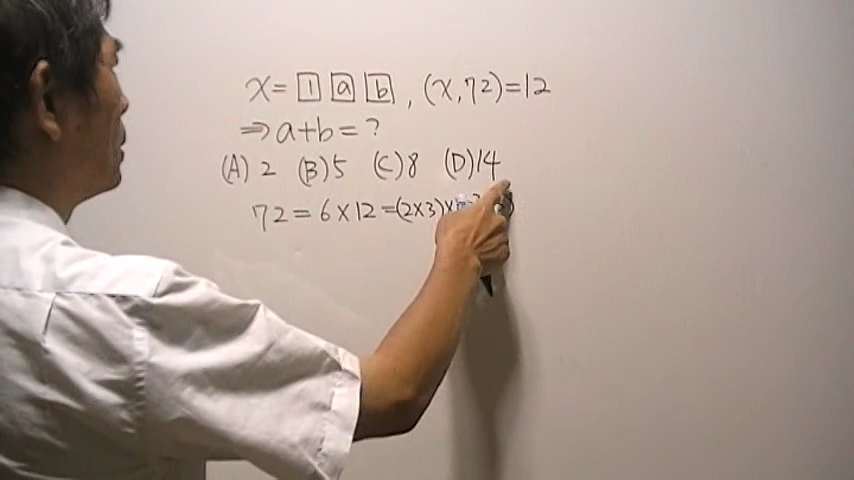 x = 1 a b , (x, 72) = 12
⇒ a+b = ?
(A) 2 (B) 5 (C) 8 (D) 14
72 = 6 × 12 = (2×3)×